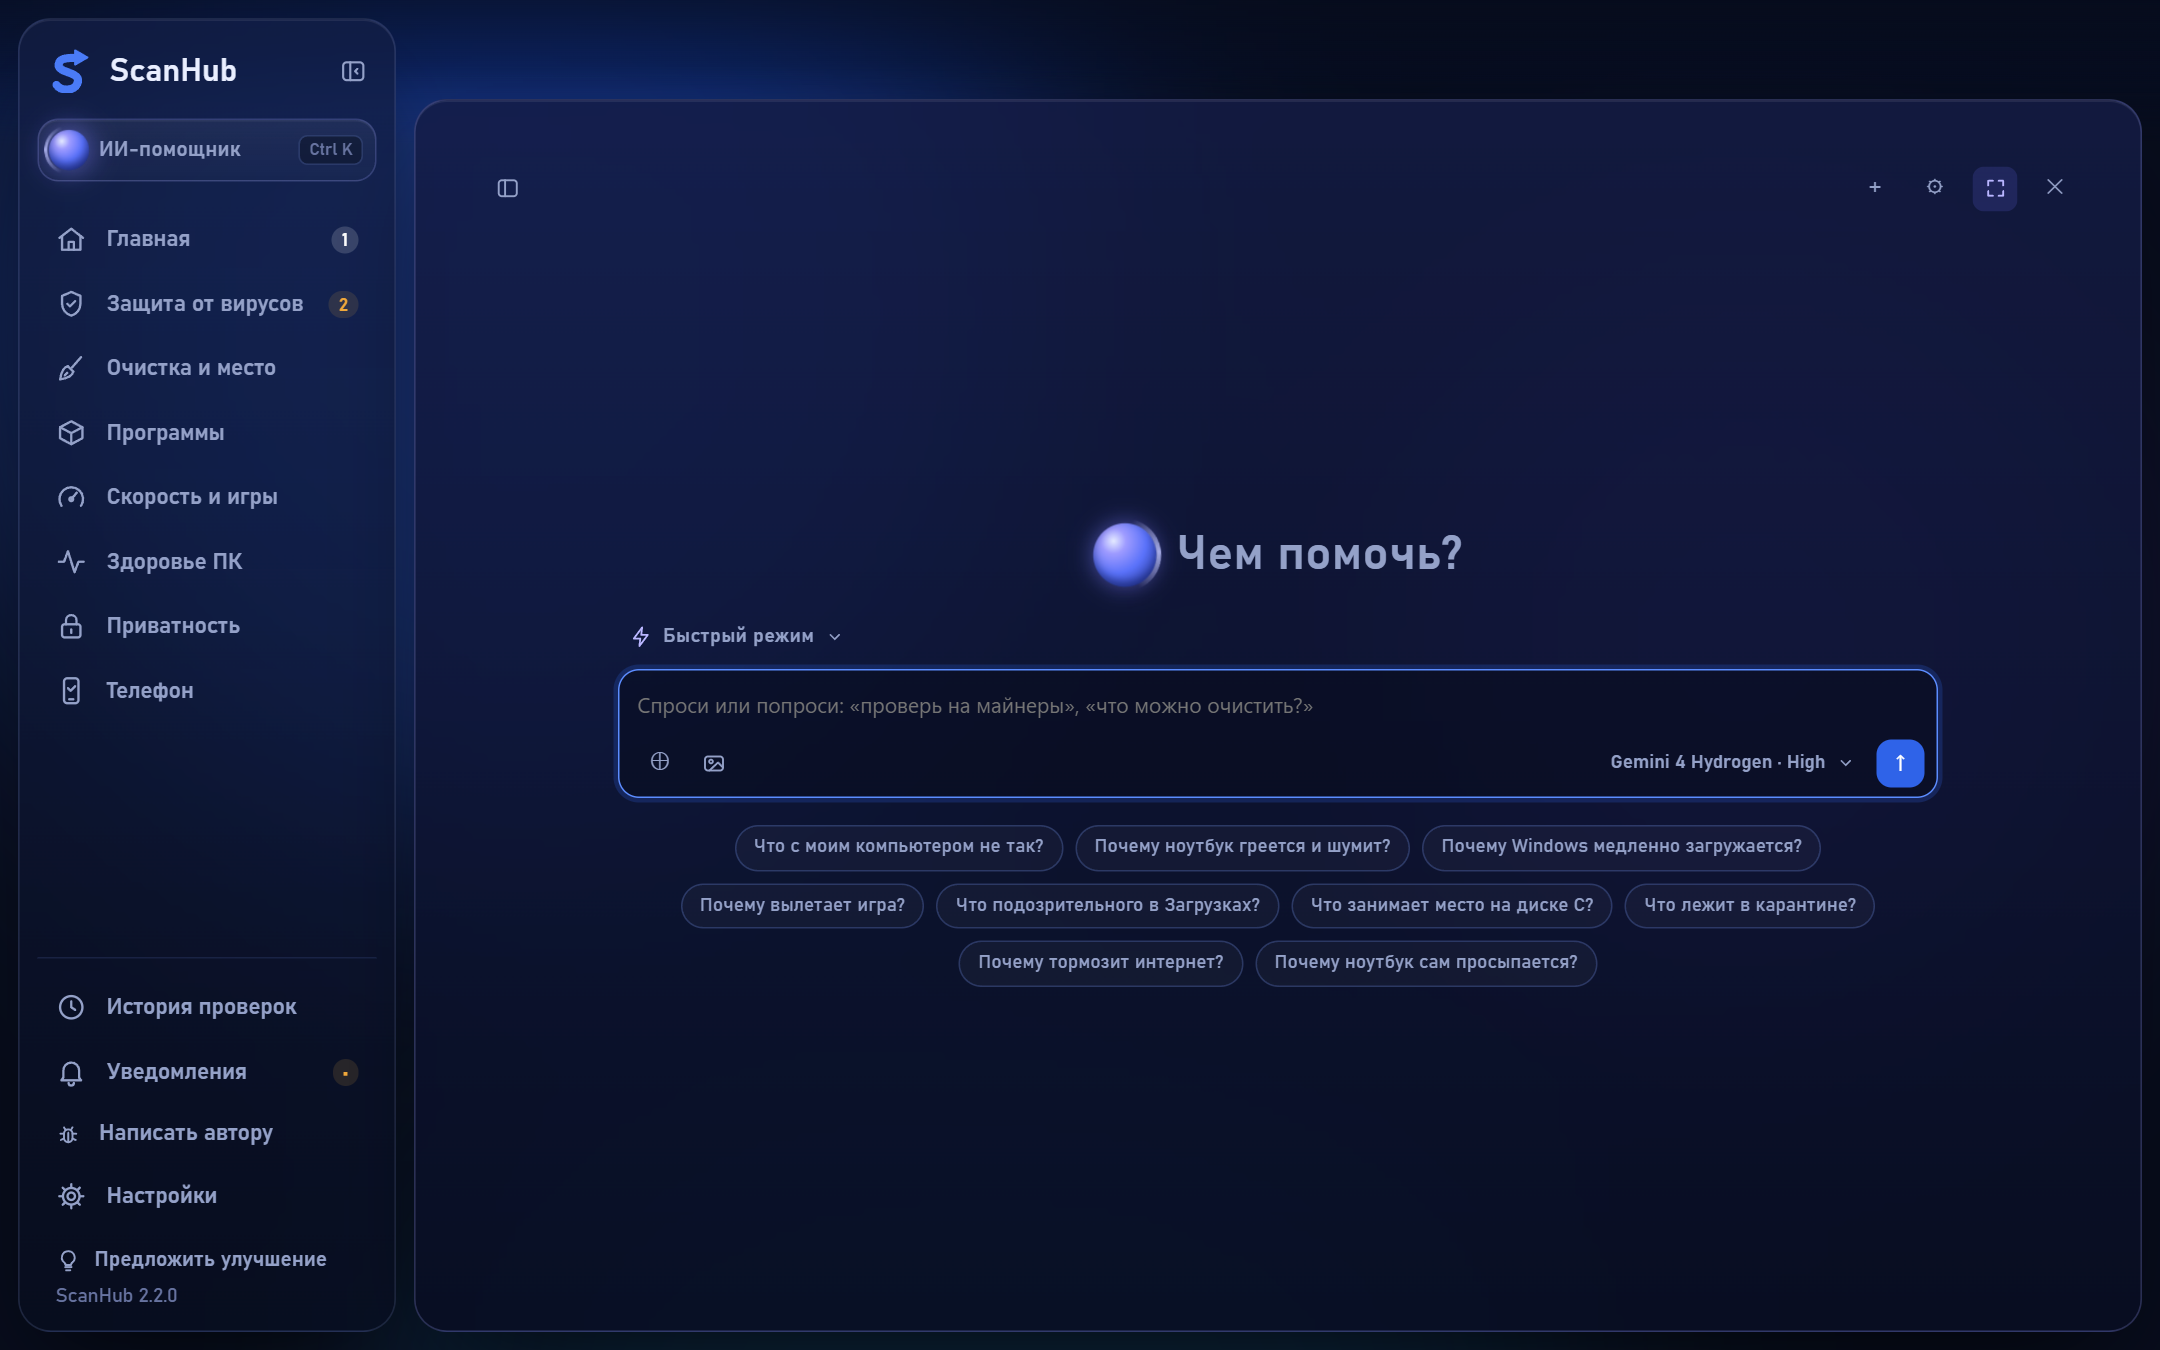 ScanHub
ИИ-помощник Ctrl K
Главная 1
Защита от вирусов 2
Очистка и место
Программы
Скорость и игры
Здоровье ПК
Приватность
Телефон
История проверок
Уведомления
Написать автору
Настройки
Предложить улучшение
ScanHub 2.2.0
Чем помочь?
Быстрый режим
Спроси или попроси: «проверь на майнеры», «что можно очистить?»
Gemini 4 Hydrogen · High
Что с моим компьютером не так? Почему ноутбук греется и шумит? Почему Windows медленно загружается?
Почему вылетает игра? Что подозрительного в Загрузках? Что занимает место на диске C? Что лежит в карантине?
Почему тормозит интернет? Почему ноутбук сам просыпается?